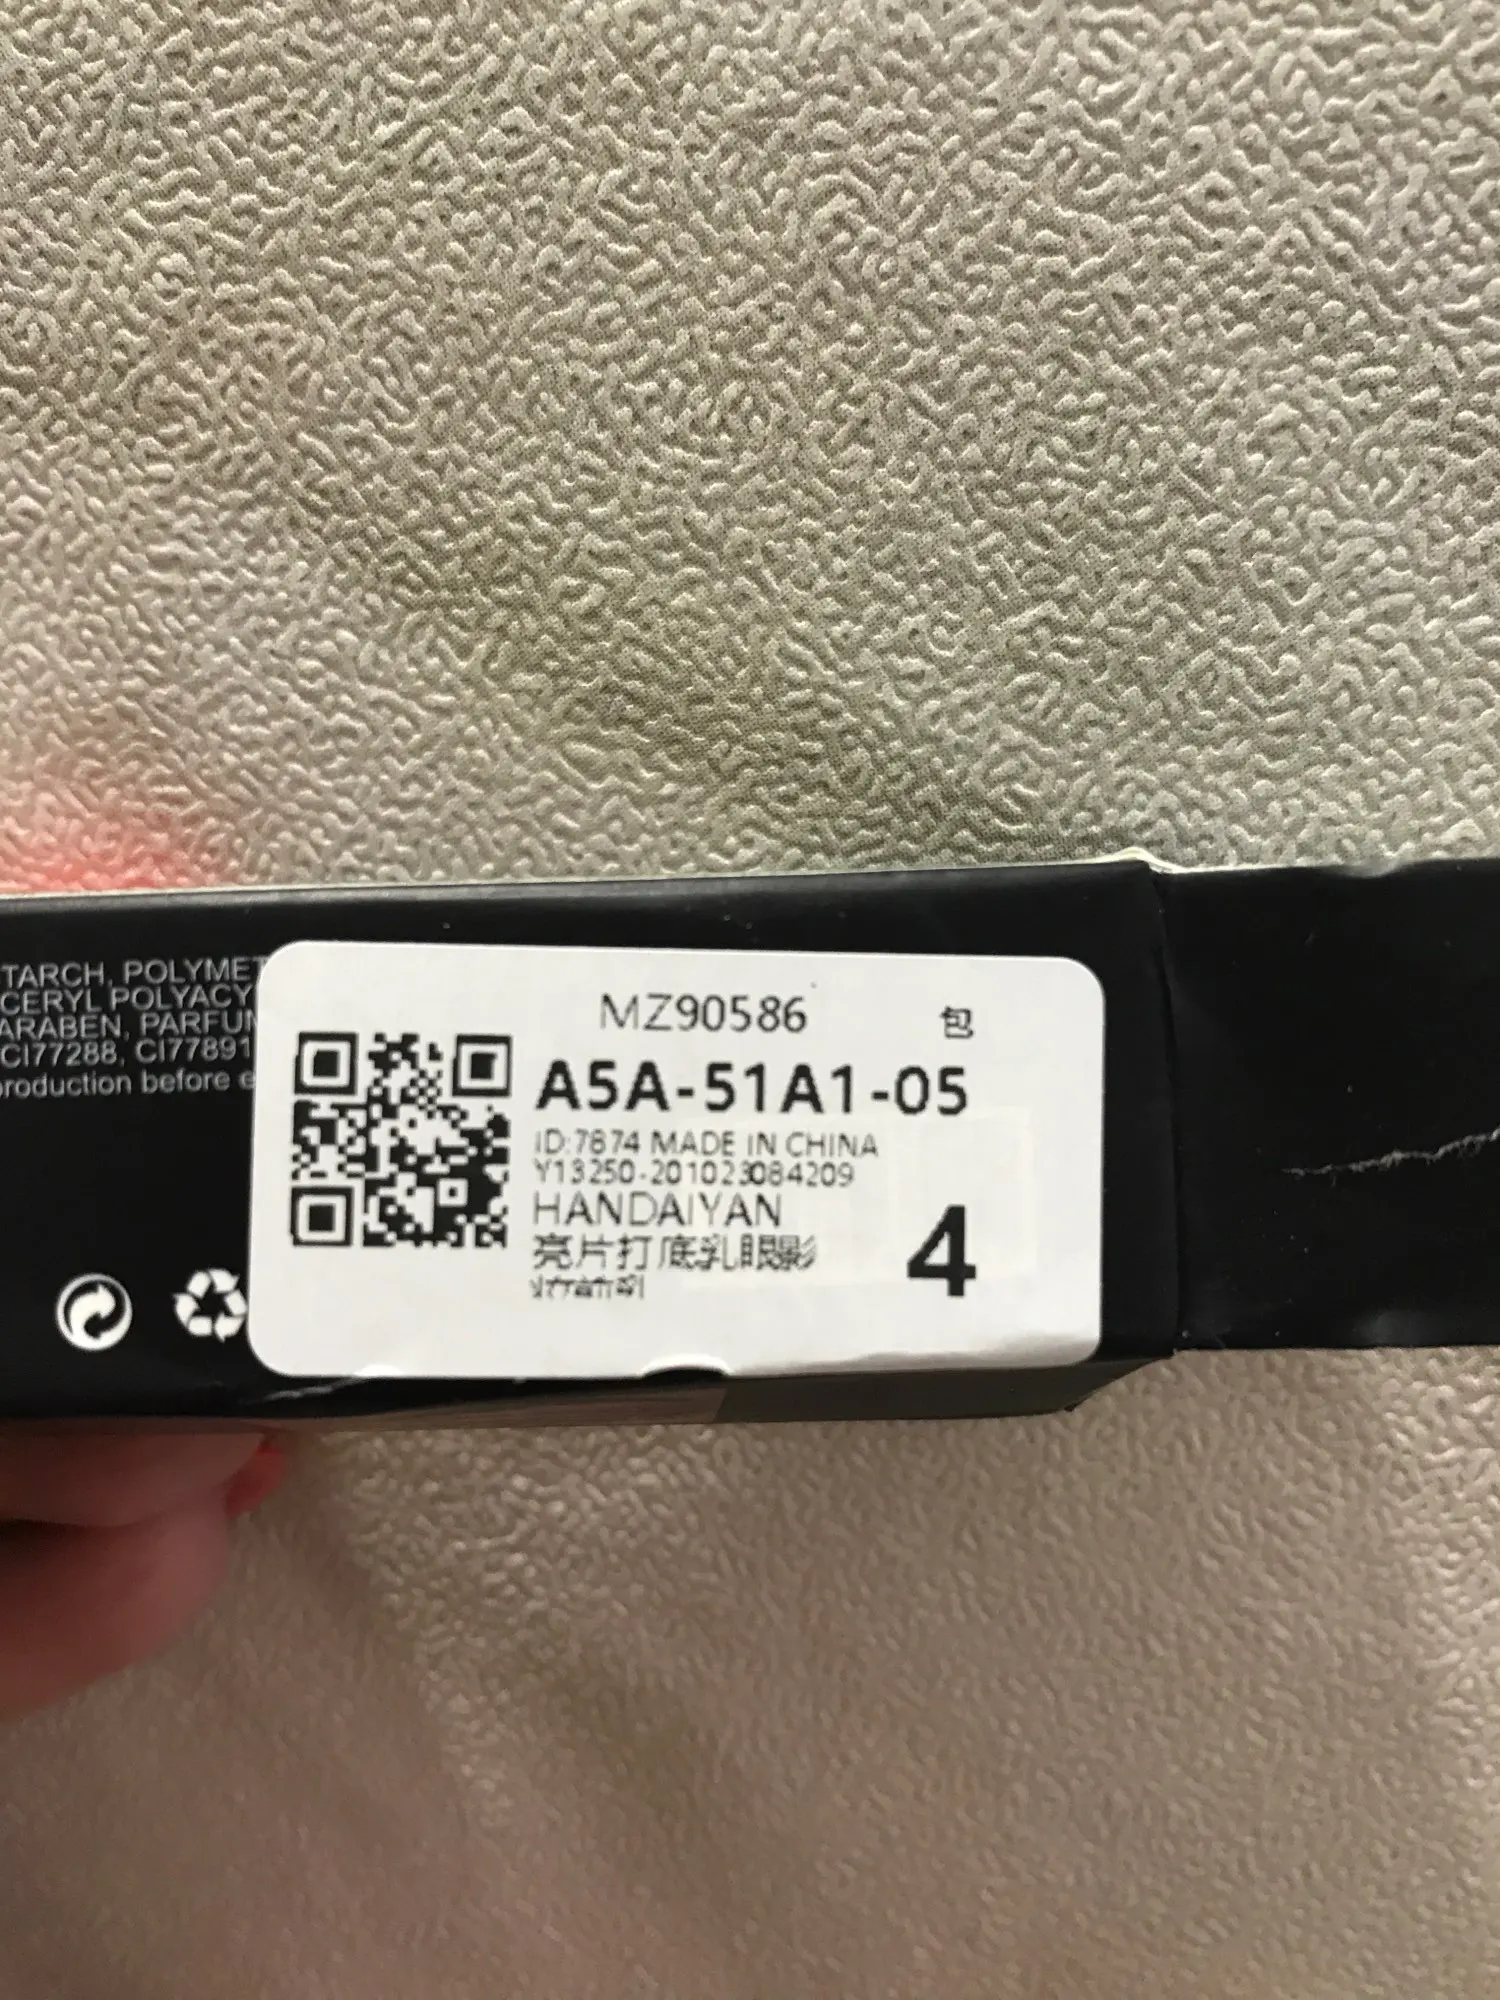 TARCH, POLYMET
CERYL POLYACY
ARABEN, PARFUM
CI77288, CI77891
production before e
MZ90586 包
A5A-51A1-05
ID:7874 MADE IN CHINA
Y13250-201023084209
HANDAIYAN
亮片打底乳眼影
4